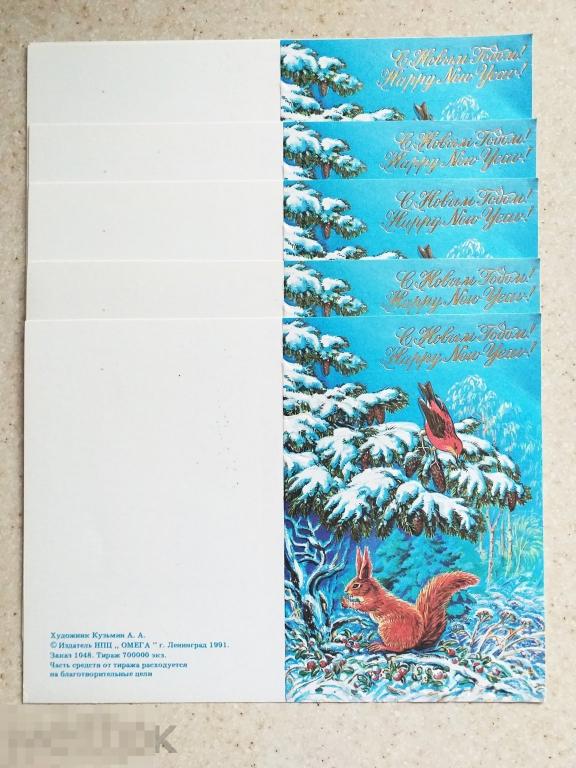 С Новым Годом!
Happy New Year!
С Новым Годом!
Happy New Year!
С Новым Годом!
Happy New Year!
С Новым Годом!
Happy New Year!
С Новым Годом!
Happy New Year!
Художник Кузьмин А. А.
© Издатель НПЦ „ ОМЕГА " г. Ленинград 1991.
Заказ 1048. Тираж 700000 экз.
Часть средств от тиража расходуется
на благотворительные цели